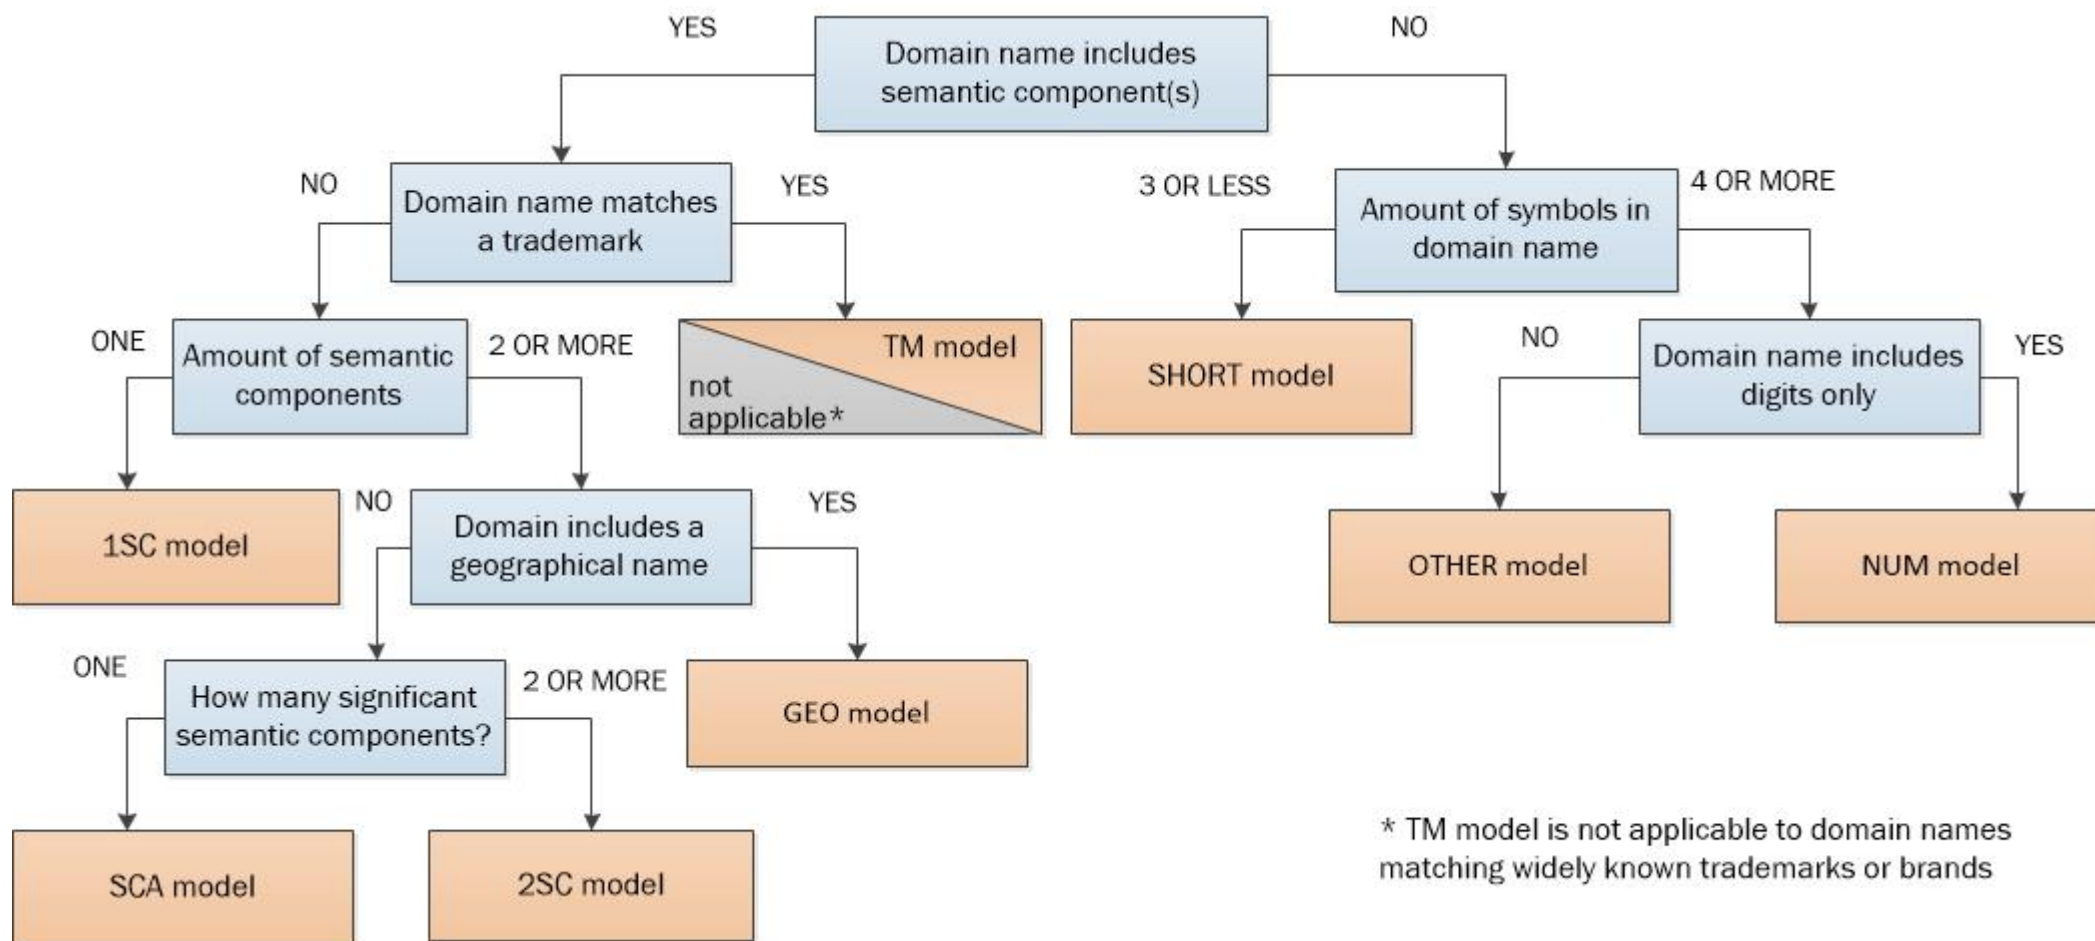 YES
Domain name includes
semantic component(s)
NO
NO
Domain name matches
a trademark
YES
3 OR LESS
Amount of symbols in
domain name
4 OR MORE
ONE
Amount of semantic
components
2 OR MORE
TM model
not
applicable*
SHORT model
NO
Domain name includes
digits only
YES
1SC model
NO
Domain includes a
geographical name
YES
OTHER model
NUM model
ONE
How many significant
semantic components?
2 OR MORE
GEO model
SCA model
2SC model
* TM model is not applicable to domain names
matching widely known trademarks or brands